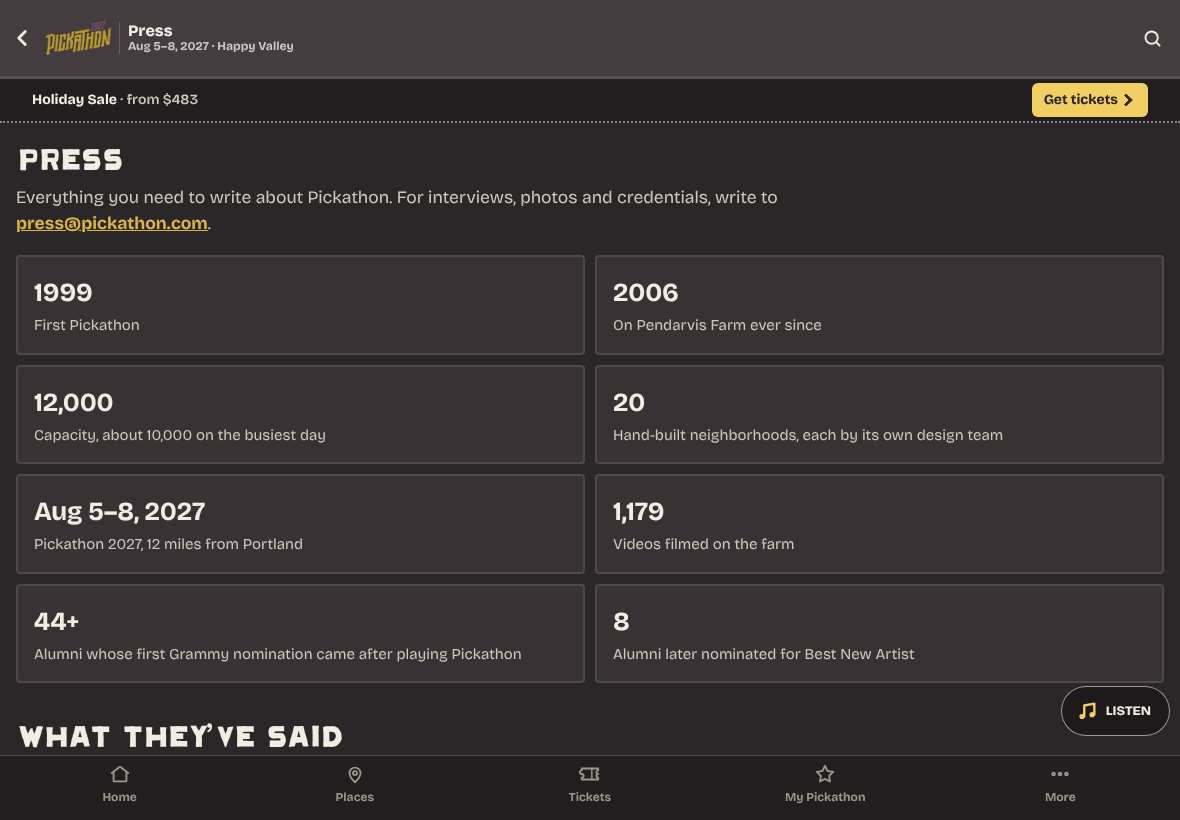 PICKATHON
Press
Aug 5–8, 2027 · Happy Valley
Holiday Sale · from $483
Get tickets
PRESS
Everything you need to write about Pickathon. For interviews, photos and credentials, write to
press@pickathon.com.
1999
First Pickathon
2006
On Pendarvis Farm ever since
12,000
Capacity, about 10,000 on the busiest day
20
Hand-built neighborhoods, each by its own design team
Aug 5–8, 2027
Pickathon 2027, 12 miles from Portland
1,179
Videos filmed on the farm
44+
Alumni whose first Grammy nomination came after playing Pickathon
8
Alumni later nominated for Best New Artist
LISTEN
WHAT THEY'VE SAID
Home
Places
Tickets
My Pickathon
More